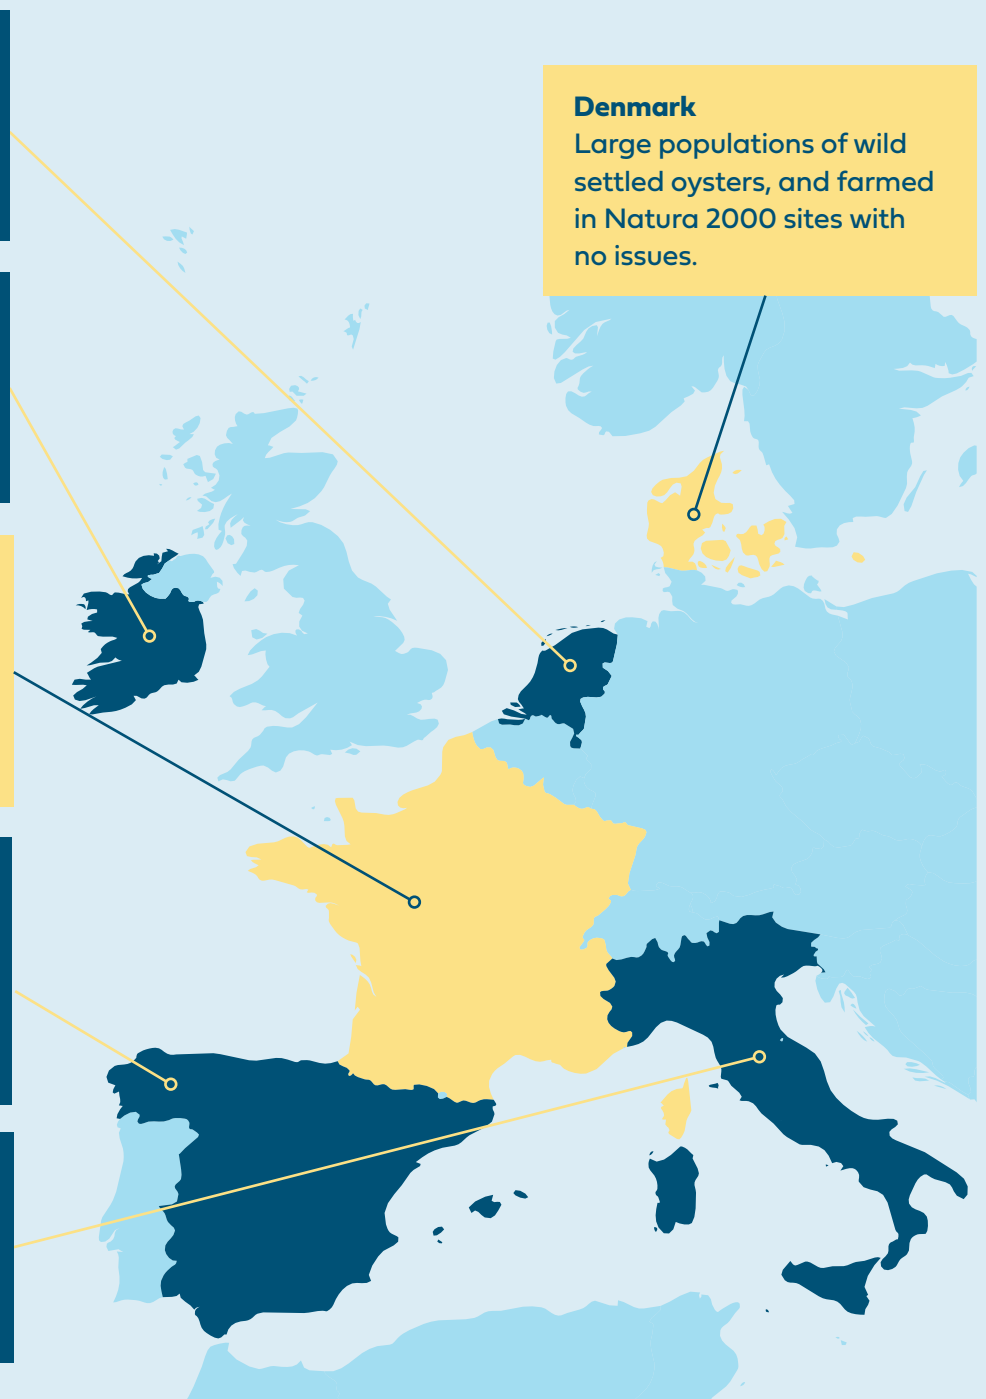 Denmark
Large populations of wild
settled oysters, and farmed
in Natura 2000 sites with
no issues.